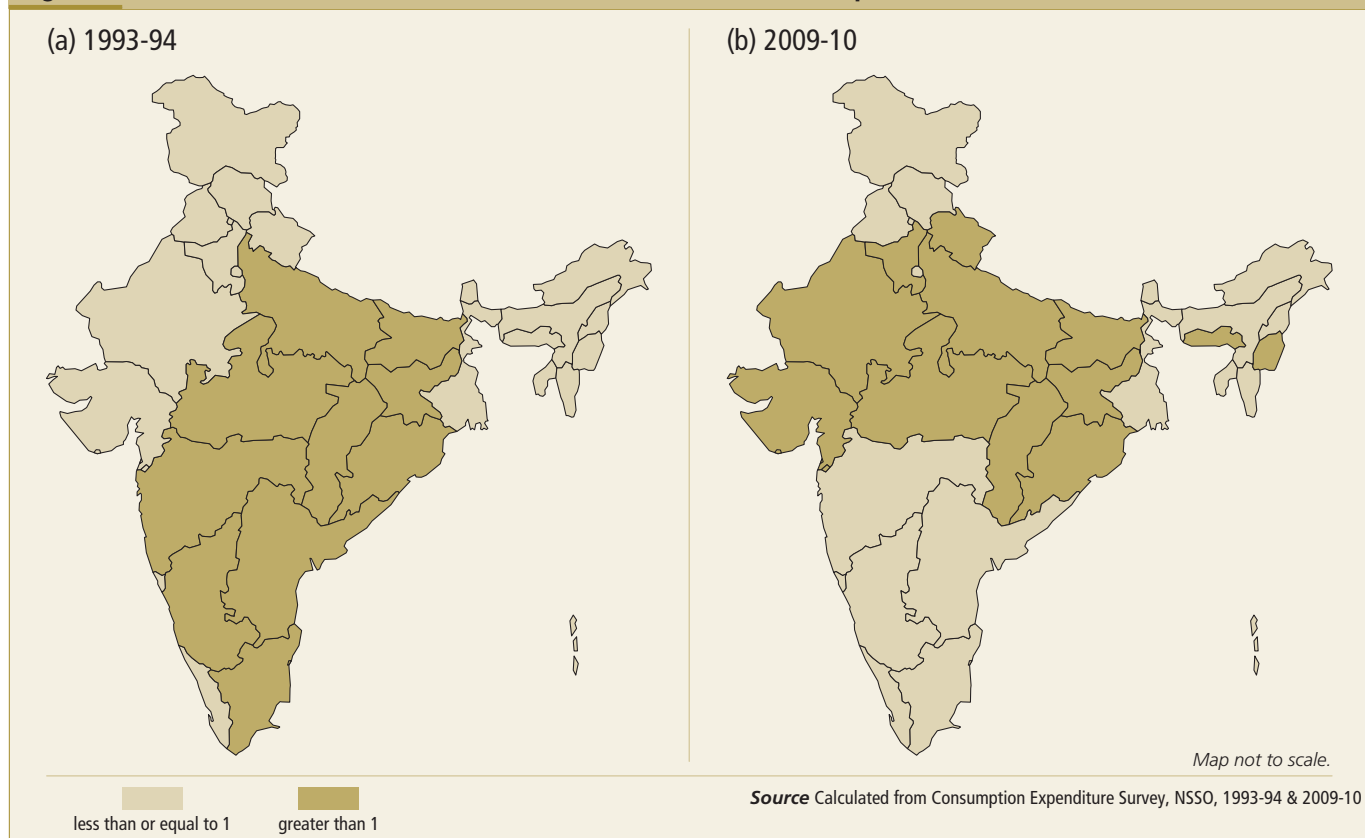 (a) 1993-94
(b) 2009-10
Map not to scale.
less than or equal to 1
greater than 1
Source Calculated from Consumption Expenditure Survey, NSSO, 1993-94 & 2009-10